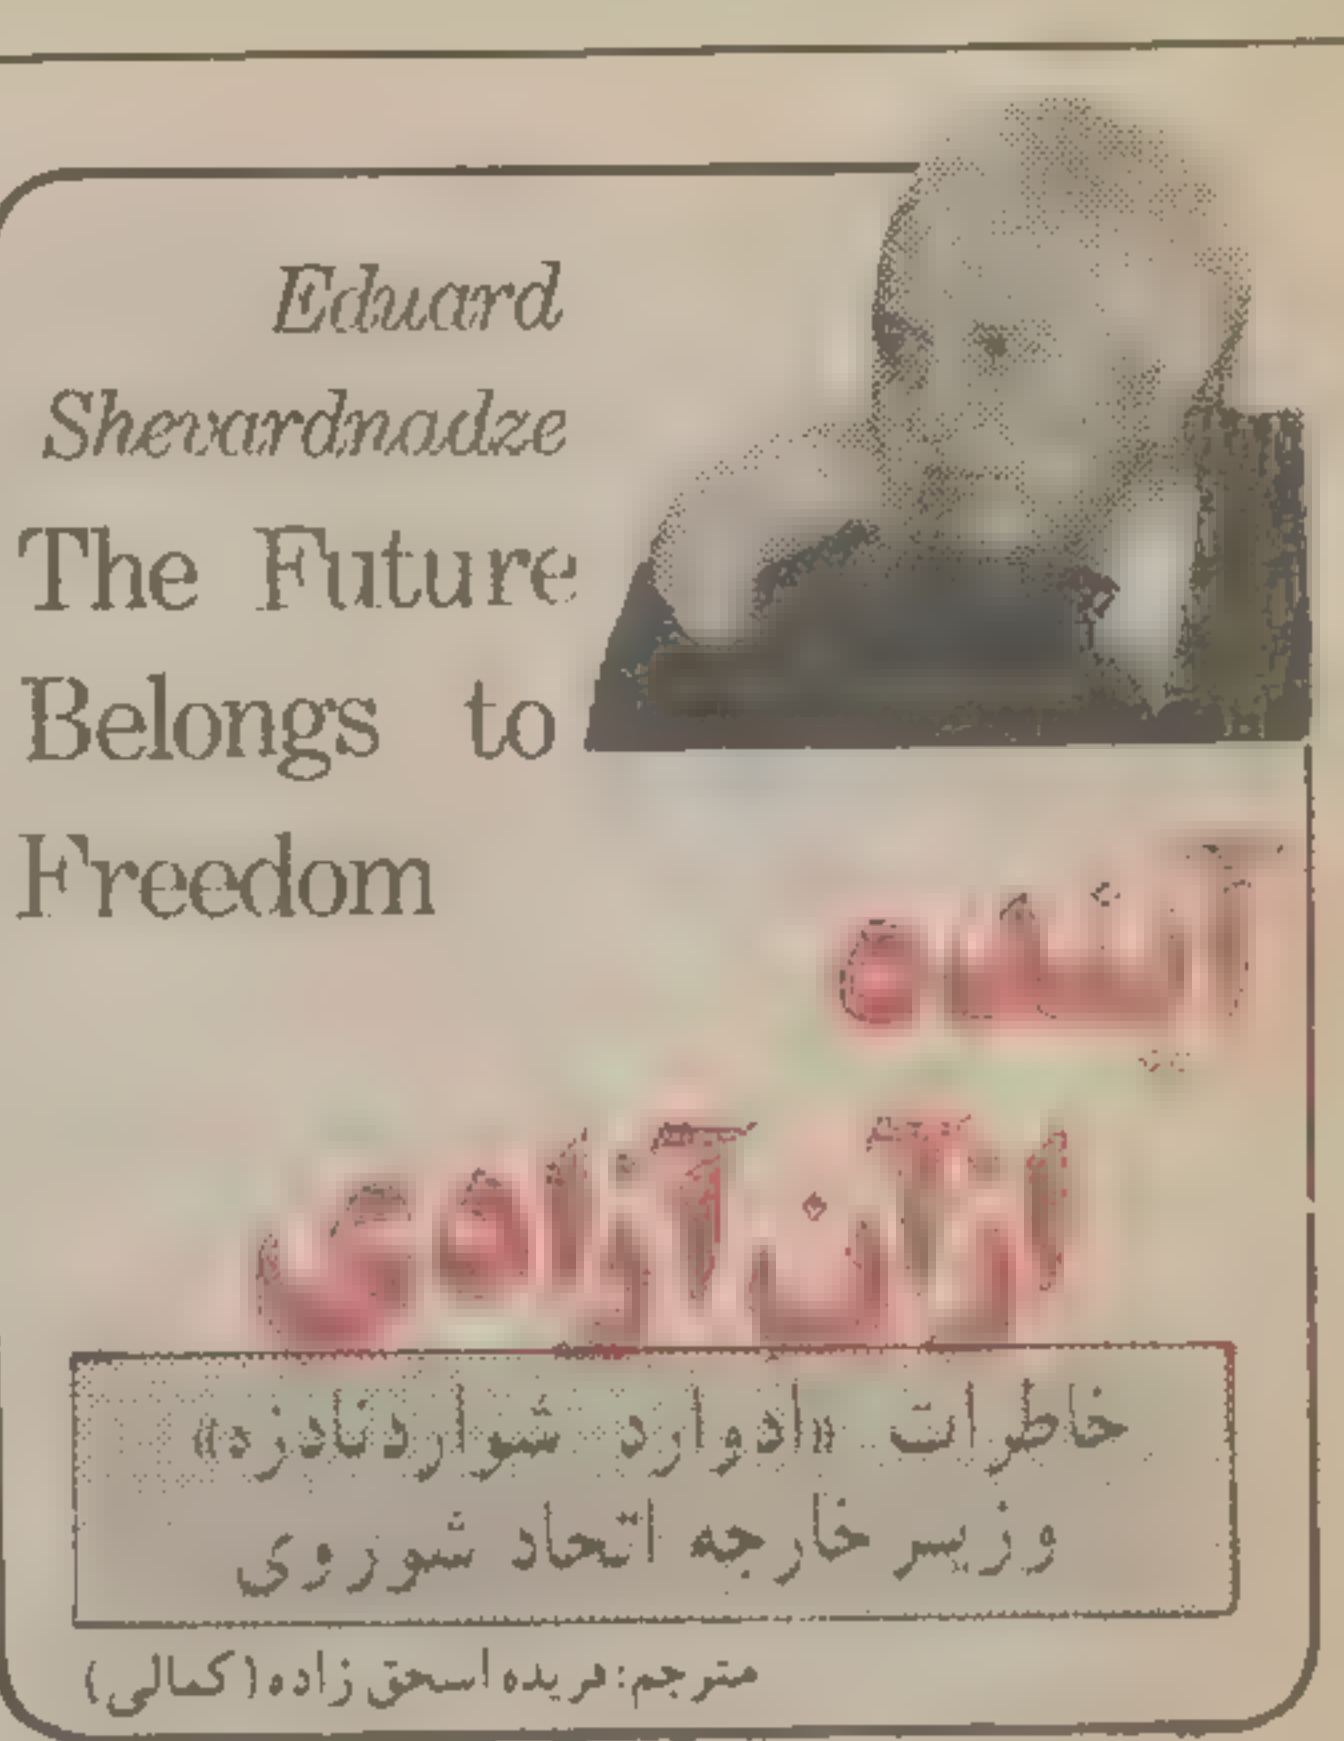 Eduard
Shevardnadze
The Future
Belongs to
Freedom
آینده
از آن آزادی
خاطرات «ادوارد شواردنادزه»
وزیر خارجه اتحاد شوروی
مترجم: فریده اسحق زاده (کمالی)